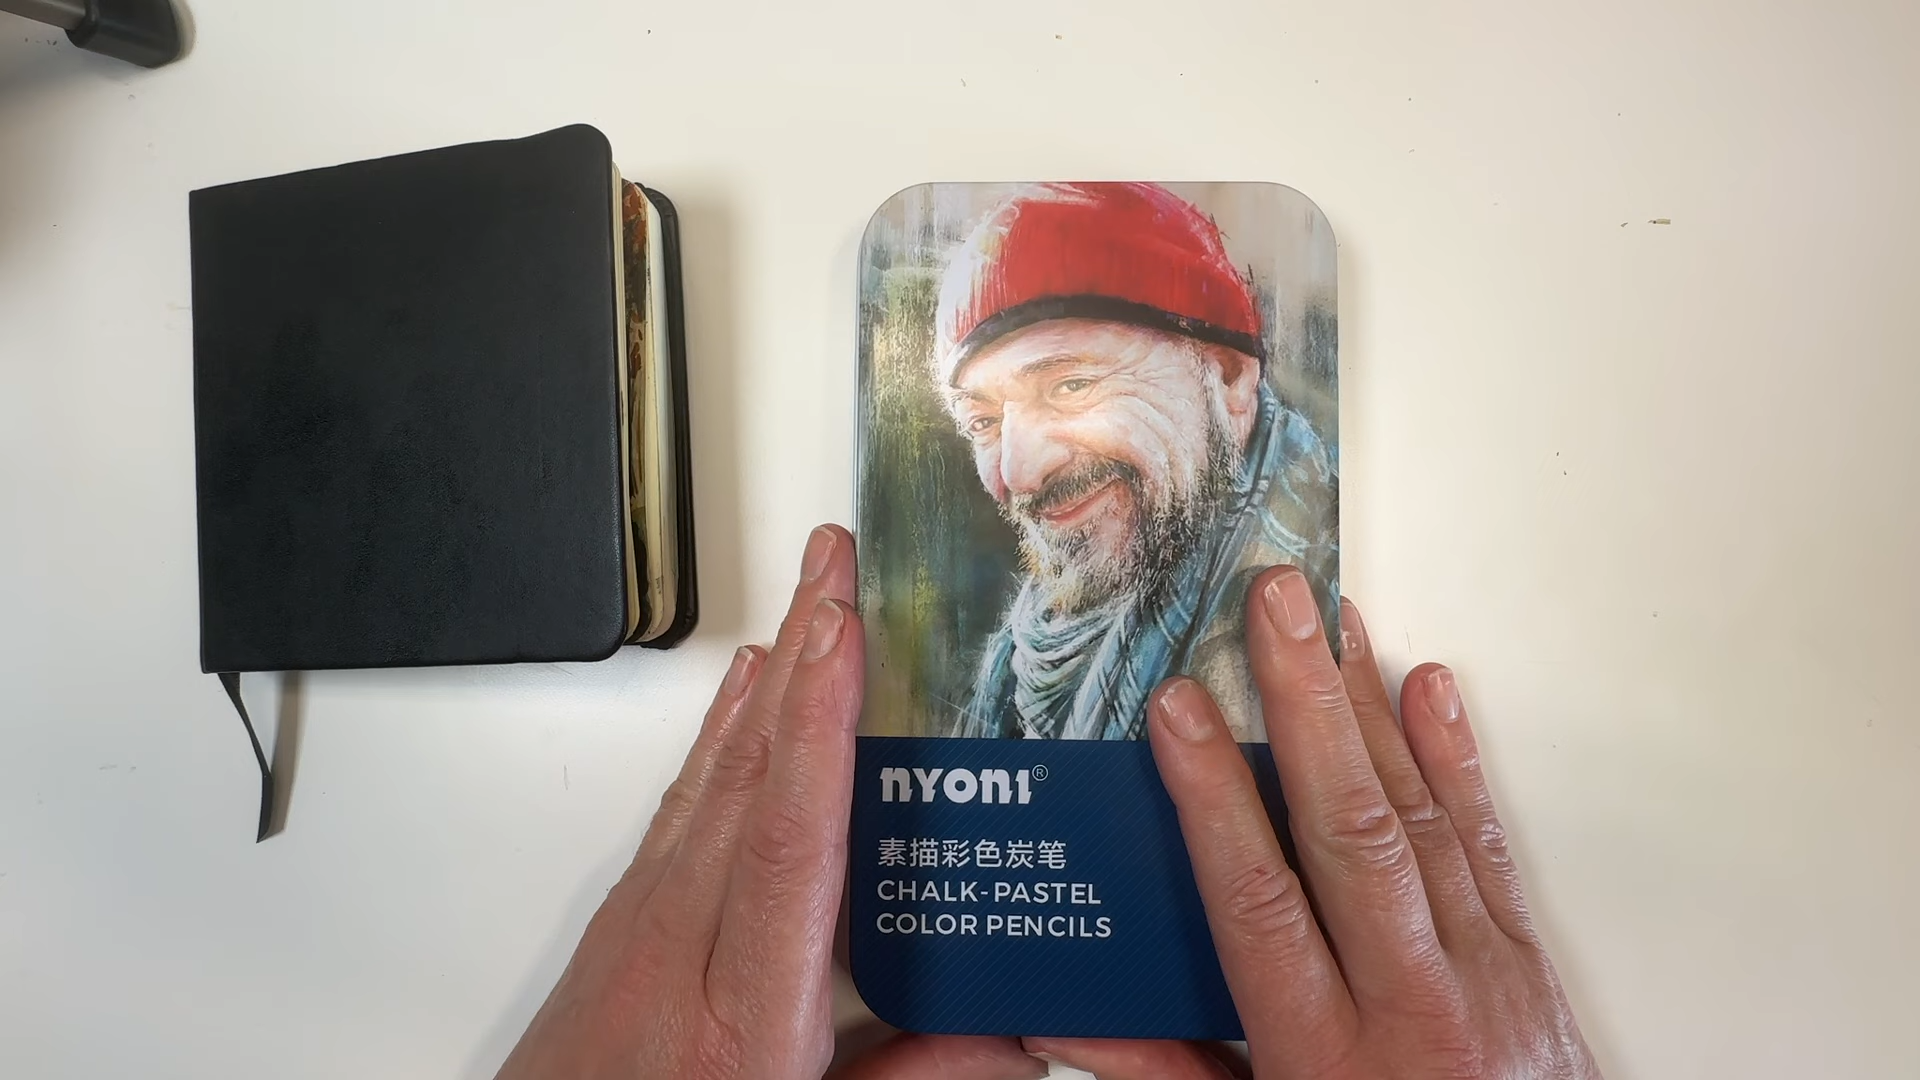 nyoni®
素描彩色炭笔
CHALK-PASTEL
COLOR PENCILS